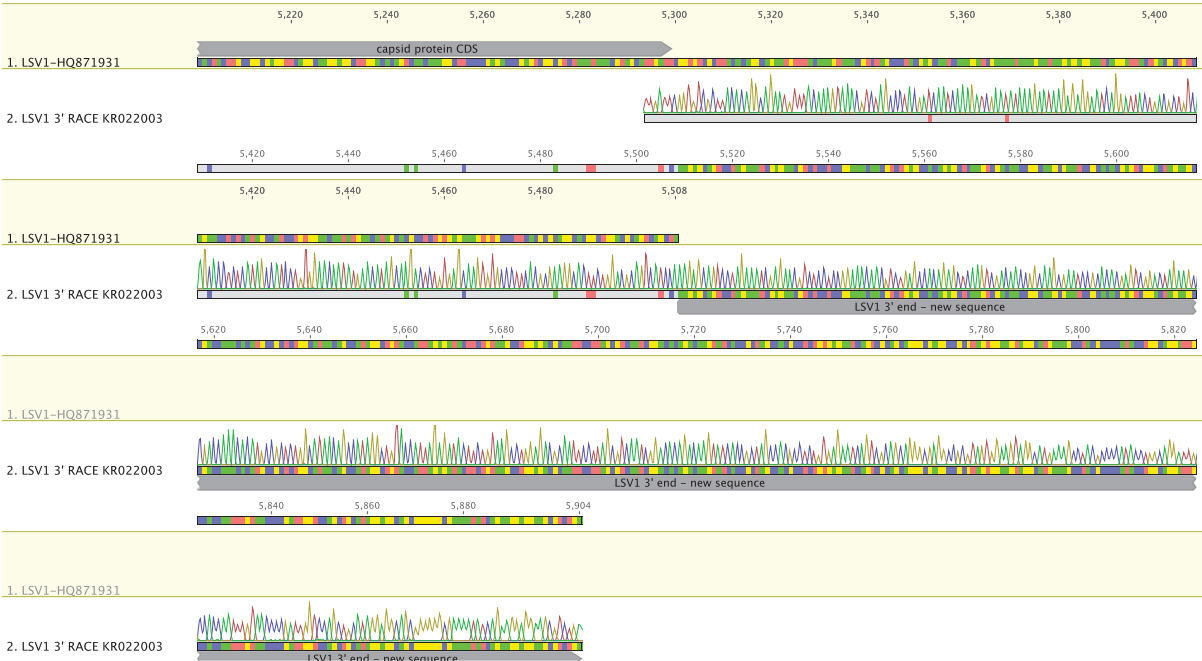 5,220 5,240 5,260 5,280 5,300 5,320 5,340 5,360 5,380 5,400
capsid protein CDS
1. LSV1-HQ871931
2. LSV1 3' RACE KR022003
5,420 5,440 5,460 5,480 5,500 5,520 5,540 5,560 5,580 5,600
5,420 5,440 5,460 5,480 5,508
1. LSV1-HQ871931
2. LSV1 3' RACE KR022003
LSV1 3' end - new sequence
5,620 5,640 5,660 5,680 5,700 5,720 5,740 5,760 5,780 5,800 5,820
1. LSV1-HQ871931
2. LSV1 3' RACE KR022003
LSV1 3' end - new sequence
5,840 5,860 5,880 5,904
1. LSV1-HQ871931
2. LSV1 3' RACE KR022003
LSV1 3' end - new sequence